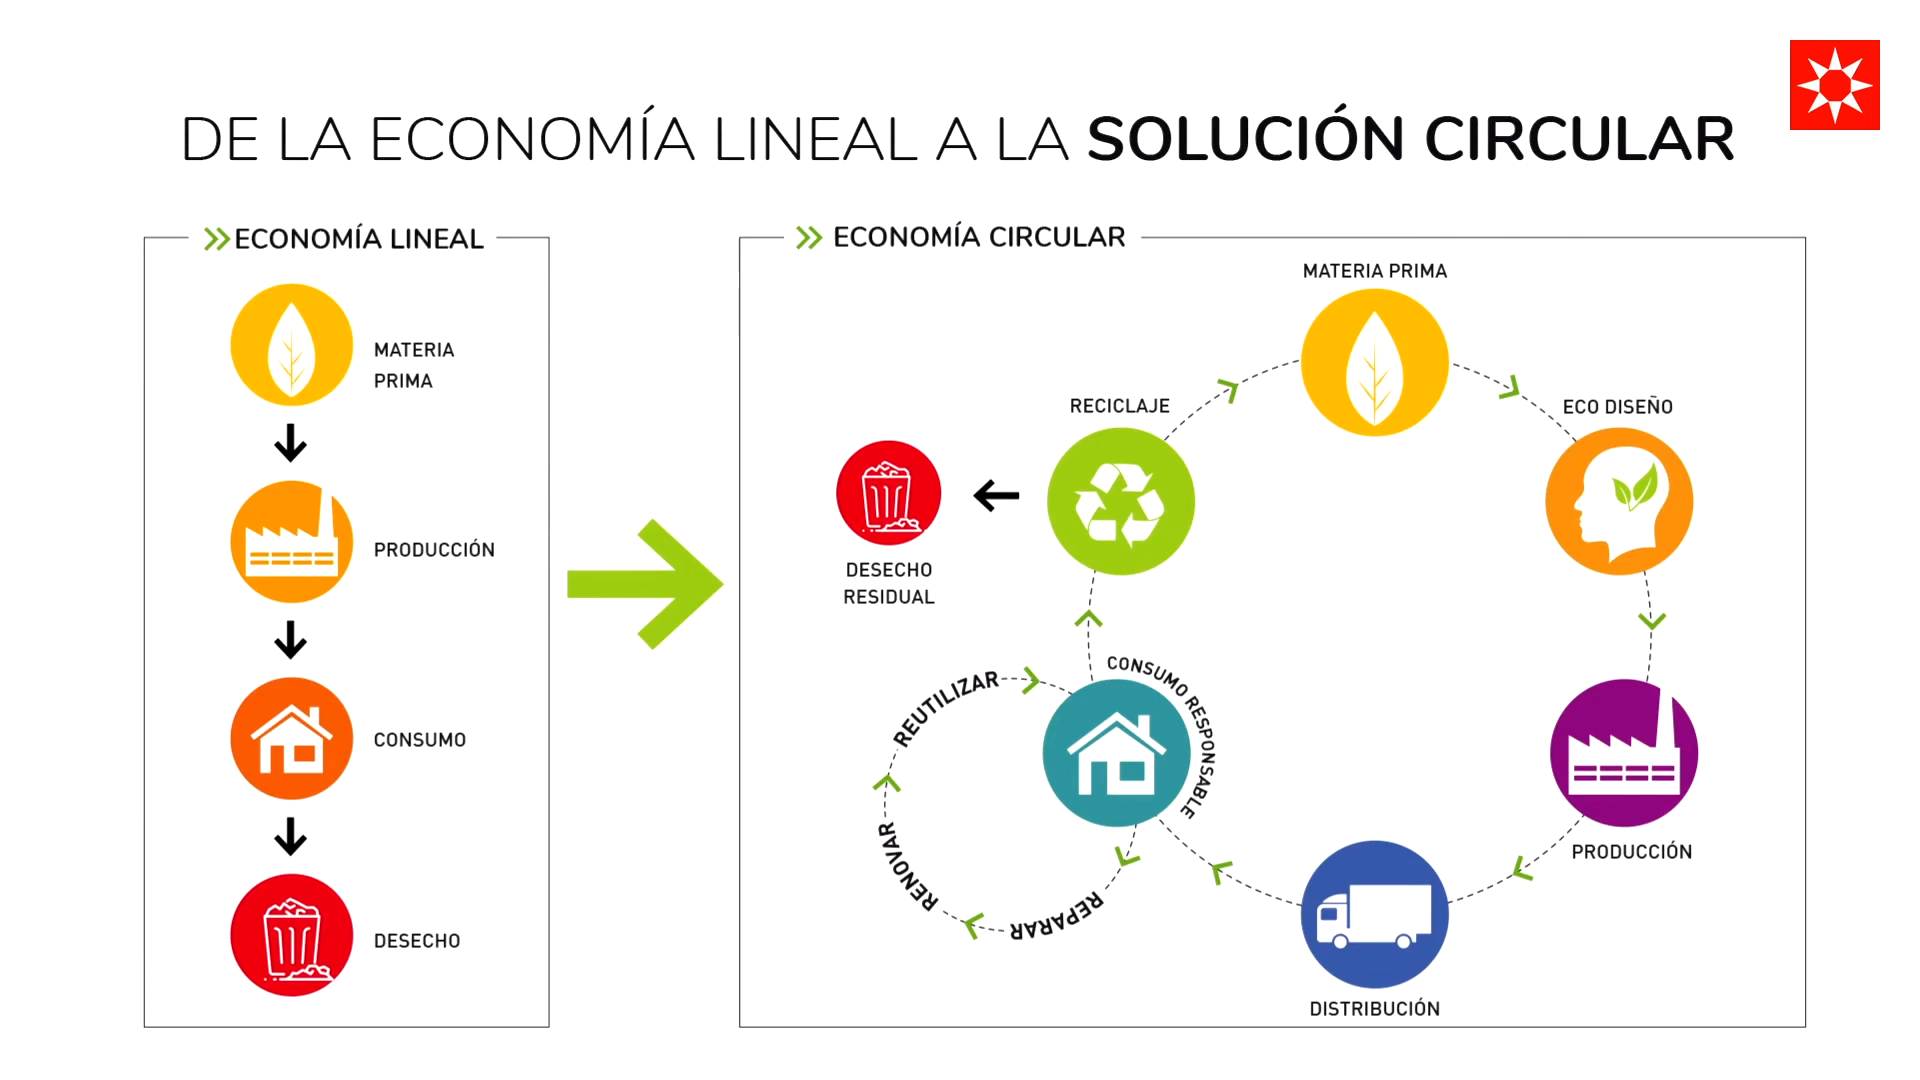 DE LA ECONOMÍA LINEAL A LA SOLUCIÓN CIRCULAR
ECONOMÍA LINEAL
MATERIA
PRIMA
PRODUCCIÓN
CONSUMO
DESECHO
ECONOMÍA CIRCULAR
MATERIA PRIMA
ECO DISEÑO
PRODUCCIÓN
DISTRIBUCIÓN
CONSUMO RESPONSABLE
REPARAR
RENOVAR
REUTILIZAR
RECICLAJE
DESECHO
RESIDUAL